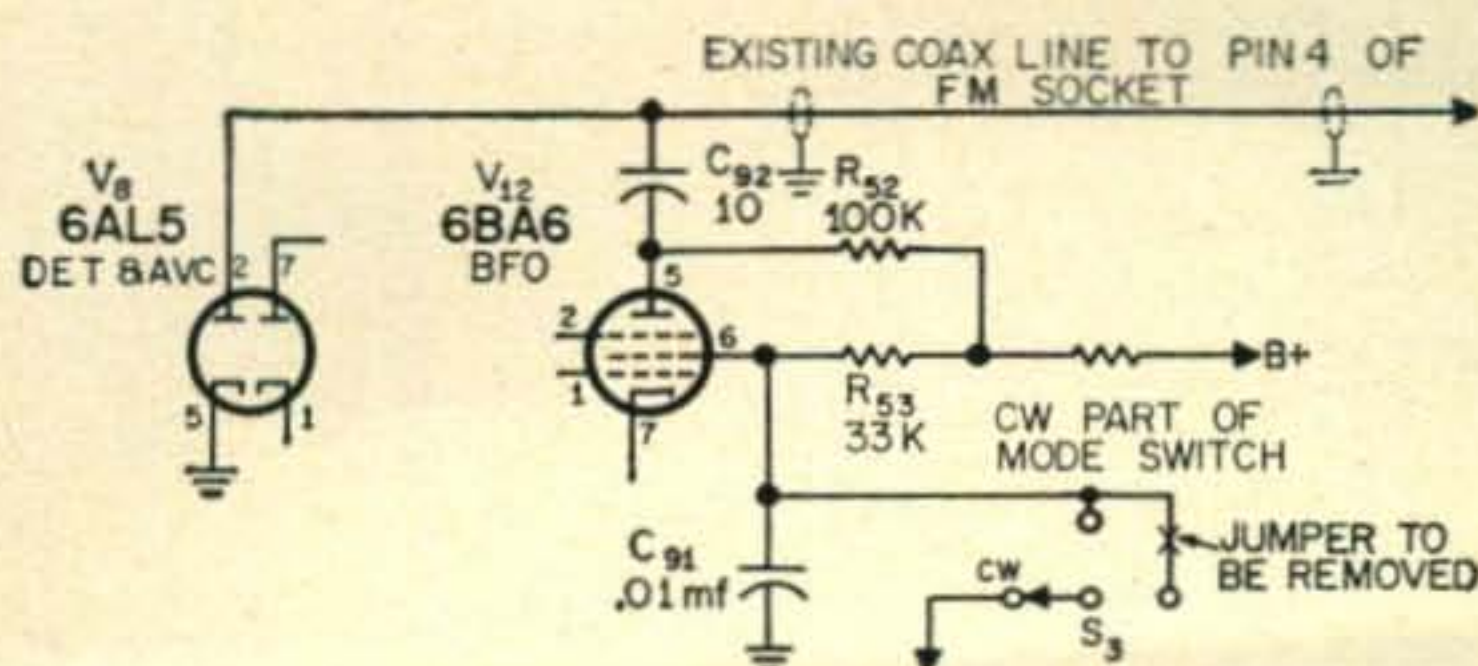 EXISTING COAX LINE TO PIN 4 OF
FM SOCKET
V8
6AL5
DET & AVC
2
7
5
1
V12
6BA6
BFO
C92
10
R52
100K
5
2
6
1
7
B+
R53
33K
CW PART OF
MODE SWITCH
C91
.01mf
CW
S3
JUMPER TO
BE REMOVED